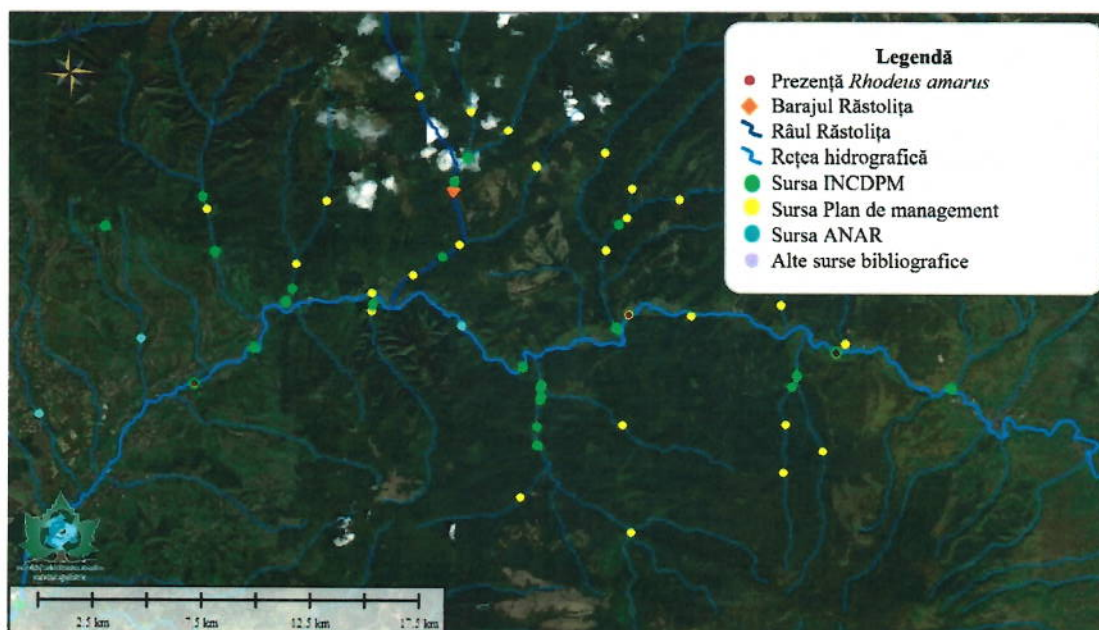 Legendă
Prezență Rhodeus amarus
Barajul Răstolița
Râul Răstolița
Rețea hidrografică
Sursa INCDPM
Sursa Plan de management
Sursa ANAR
Alte surse bibliografice
2.5 km 7.5 km 12.5 km 17.5 km